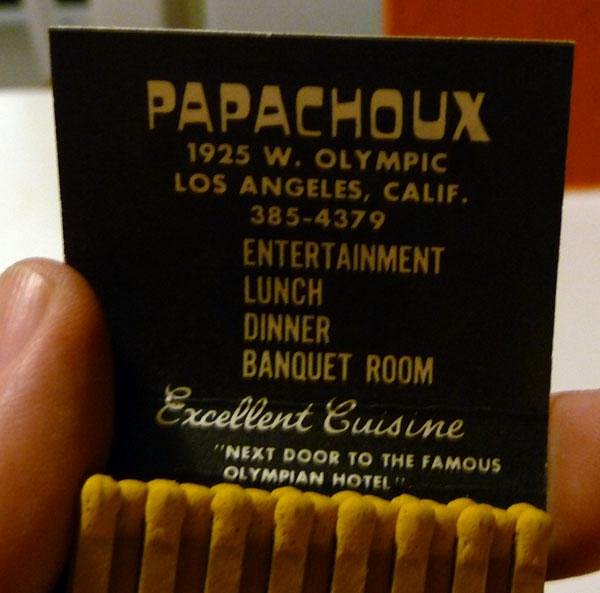 PAPACHOUX
1925 W. OLYMPIC
LOS ANGELES, CALIF.
385-4379
ENTERTAINMENT
LUNCH
DINNER
BANQUET ROOM
Excellent Cuisine
"NEXT DOOR TO THE FAMOUS
OLYMPIAN HOTEL"